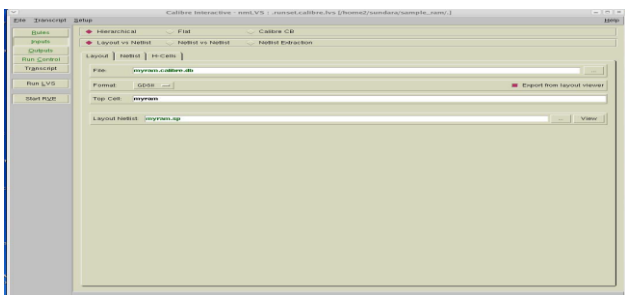 Calibre Interactive - nmLVS : .runset.calibre.lvs [/home2/sundara/sample_ram/.]
File Transcript Setup Help
Rules
Inputs
Outputs
Run Control
Transcript
Run LVS
Start RVE
Hierarchical Flat Calibre CB
Layout vs Netlist Netlist vs Netlist Netlist Extraction
Layout Netlist H-Cells
File: myram.calibre.db ...
Format: GDSII Export from layout viewer
Top Cell: myram
Layout Netlist: myram.sp ... View